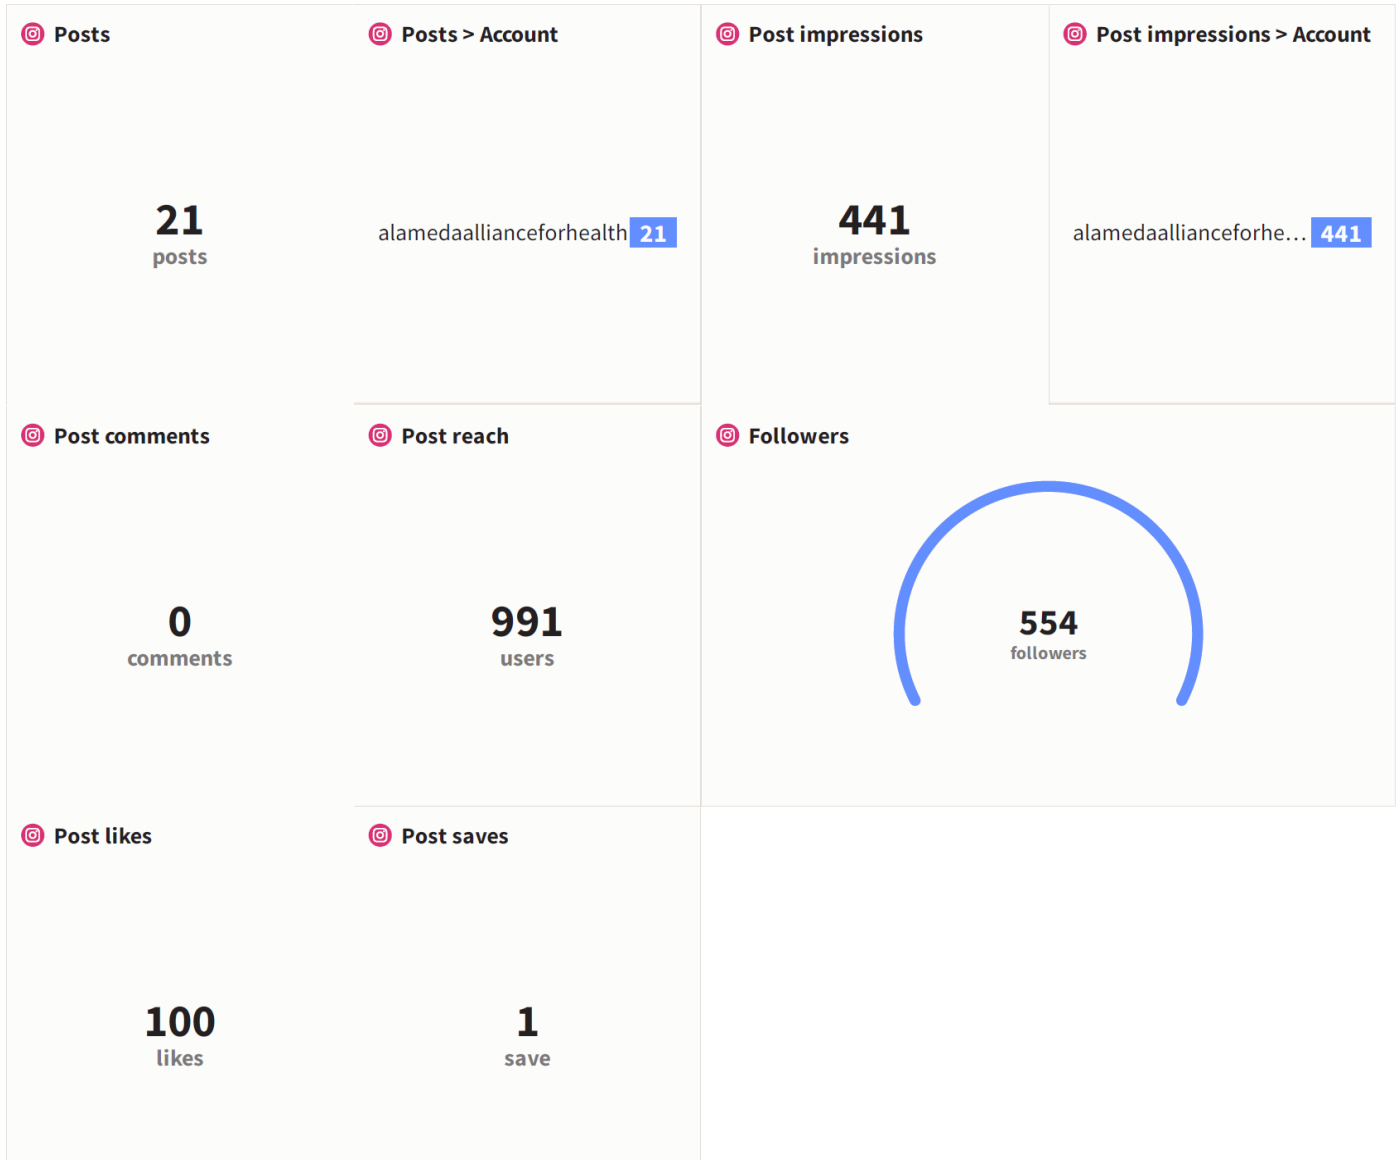 Posts
21
posts
Posts > Account
alamedaallianceforhealth 21
Post impressions
441
impressions
Post impressions > Account
alamedaallianceforhe... 441
Post comments
0
comments
Post reach
991
users
Followers
554
followers
Post likes
100
likes
Post saves
1
save